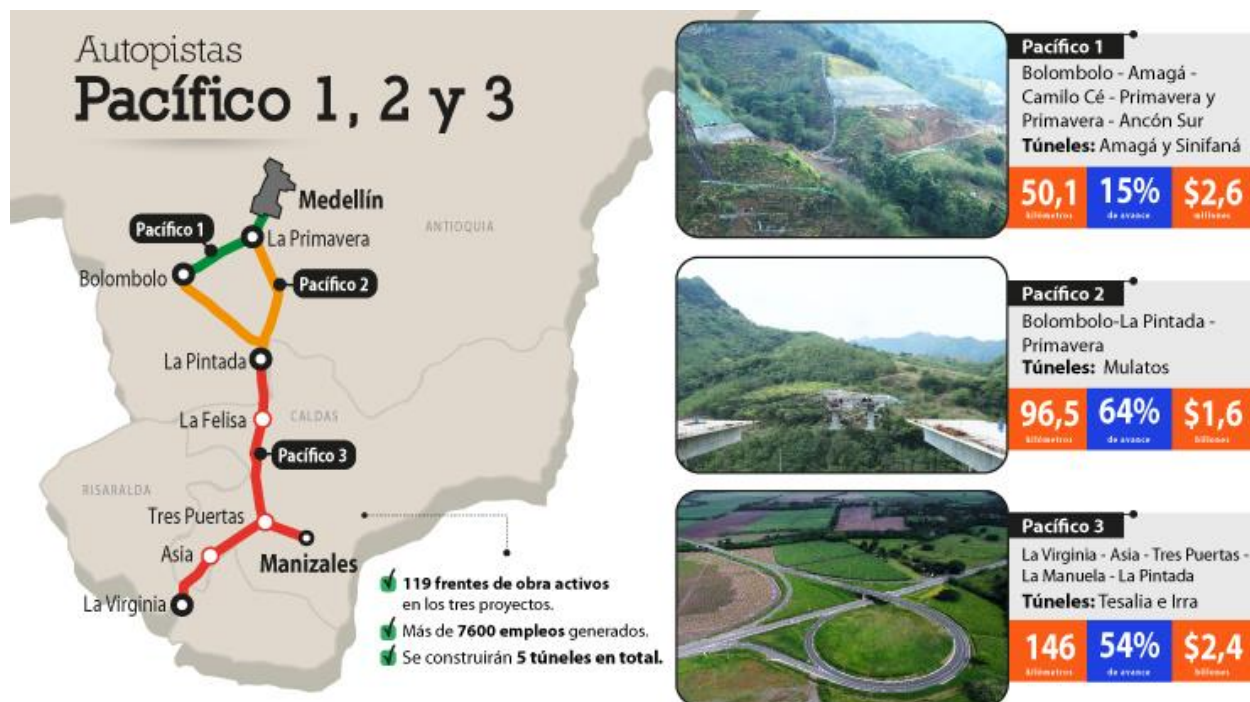 Autopistas
Pacífico 1, 2 y 3
Medellín
ANTIOQUIA
Pacífico 1
La Primavera
Bolombolo
Pacífico 2
La Pintada
La Felisa
CALDAS
Pacífico 3
RISARALDA
Tres Puertas
Asia
Manizales
La Virginia
119 frentes de obra activos
en los tres proyectos.
Más de 7600 empleos generados.
Se construirán 5 túneles en total.
Pacífico 1
Bolombolo - Amagá -
Camilo Cé - Primavera y
Primavera - Ancón Sur
Túneles: Amagá y Sinifaná
50,1 15% $2,6
kilómetros de avance millones
Pacífico 2
Bolombolo-La Pintada -
Primavera
Túneles: Mulatos
96,5 64% $1,6
kilómetros de avance billones
Pacífico 3
La Virginia - Asia - Tres Puertas -
La Manuela - La Pintada
Túneles: Tesalia e Irra
146 54% $2,4
kilómetros de avance billones